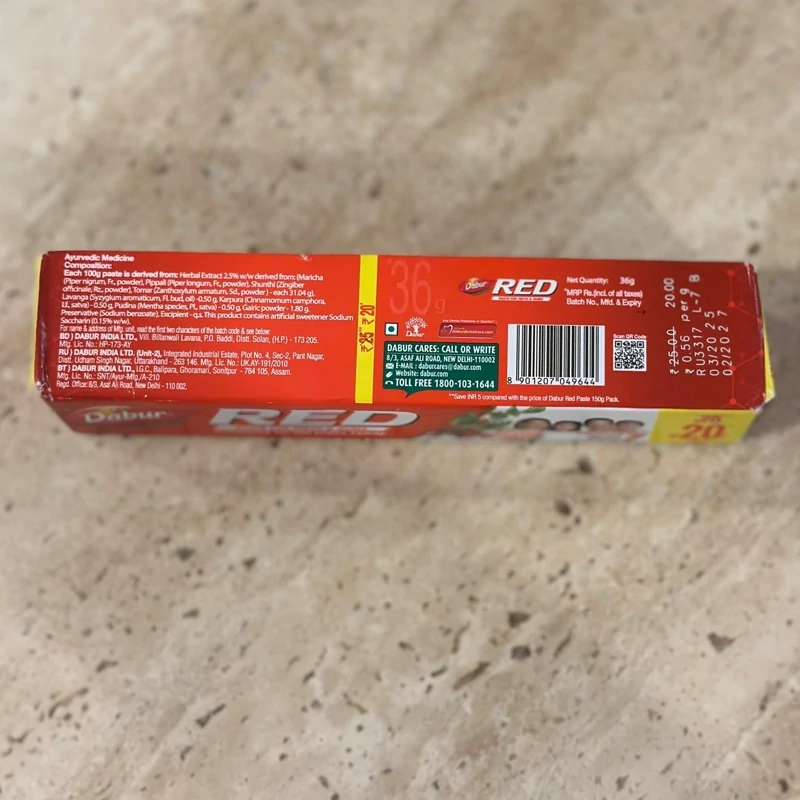 Ayurvedic Medicine
Composition:
Each 100g paste is derived from: Herbal Extract 2.5% w/w derived from: (Maricha
(Piper nigrum, Fr., powder), Pippali (Piper longum, Fr., powder), Shunthi (Zingiber
officinale, Rz., powder), Tomar (Zanthoxylum armatum, Sd., powder) - each 31.04 g),
Lavanga (Syzygium aromaticum, Fl. bud, oil) -0.50 g, Karpura (Cinnamomum camphora,
LE, satva) - 0.50 g, Pudina (Mentha species, PL, satva) - 0.50 g, Gairic powder - 1.80 g.
Preservative (Sodium benzoate), Excipient - q.s. This product contains artificial sweetener Sodium
Saccharin (0.15% w/w).
For name & address of Mfg. unit, read the first two characters of the batch code & see below:
BD ) DABUR INDIA LTD., Vill. Billanwali Lavana, P.O. Baddi, Distt. Solan, (H.P.) - 173 205.
Mfg. Lic. No.: HP-173-AY
RU ) DABUR INDIA LTD. (Unit-2), Integrated Industrial Estate, Plot No. 4, Sec-2, Pant Nagar,
Distt. Udham Singh Nagar, Uttarakhand - 263 146. Mfg. Lic. No.: UK.AY-191/2010
BT ) DABUR INDIA LTD., I.G.C. Balipara, Ghoramari, Sonitpur - 784 105, Assam.
Mfg. Lic. No.: SNT/Ayur-Mfg./A-210
Regd. Office: 8/3, Asaf Ali Road, New Delhi - 110 002.
₹25 ₹20
36g
Dabur
DABUR CARES: CALL OR WRITE
8/3, ASAF ALI ROAD, NEW DELHI-110002
E-MAIL : daburcares@dabur.com
Website: dabur.com
TOLL FREE 1800-103-1644
Dabur RED
8 901207 049644
Net Quantity: 36g
*MRP Rs.(incl. of all taxes)
Batch No., Mfd. & Expiry
Scan QR Code
**Save INR 5 compared with the price of Dabur Red Paste 150g Pack.
₹ 25.00 20.00
₹ 0.56 per g
RU3317 L-7 B
03/2025
02/2027
Dabur RED
25
20